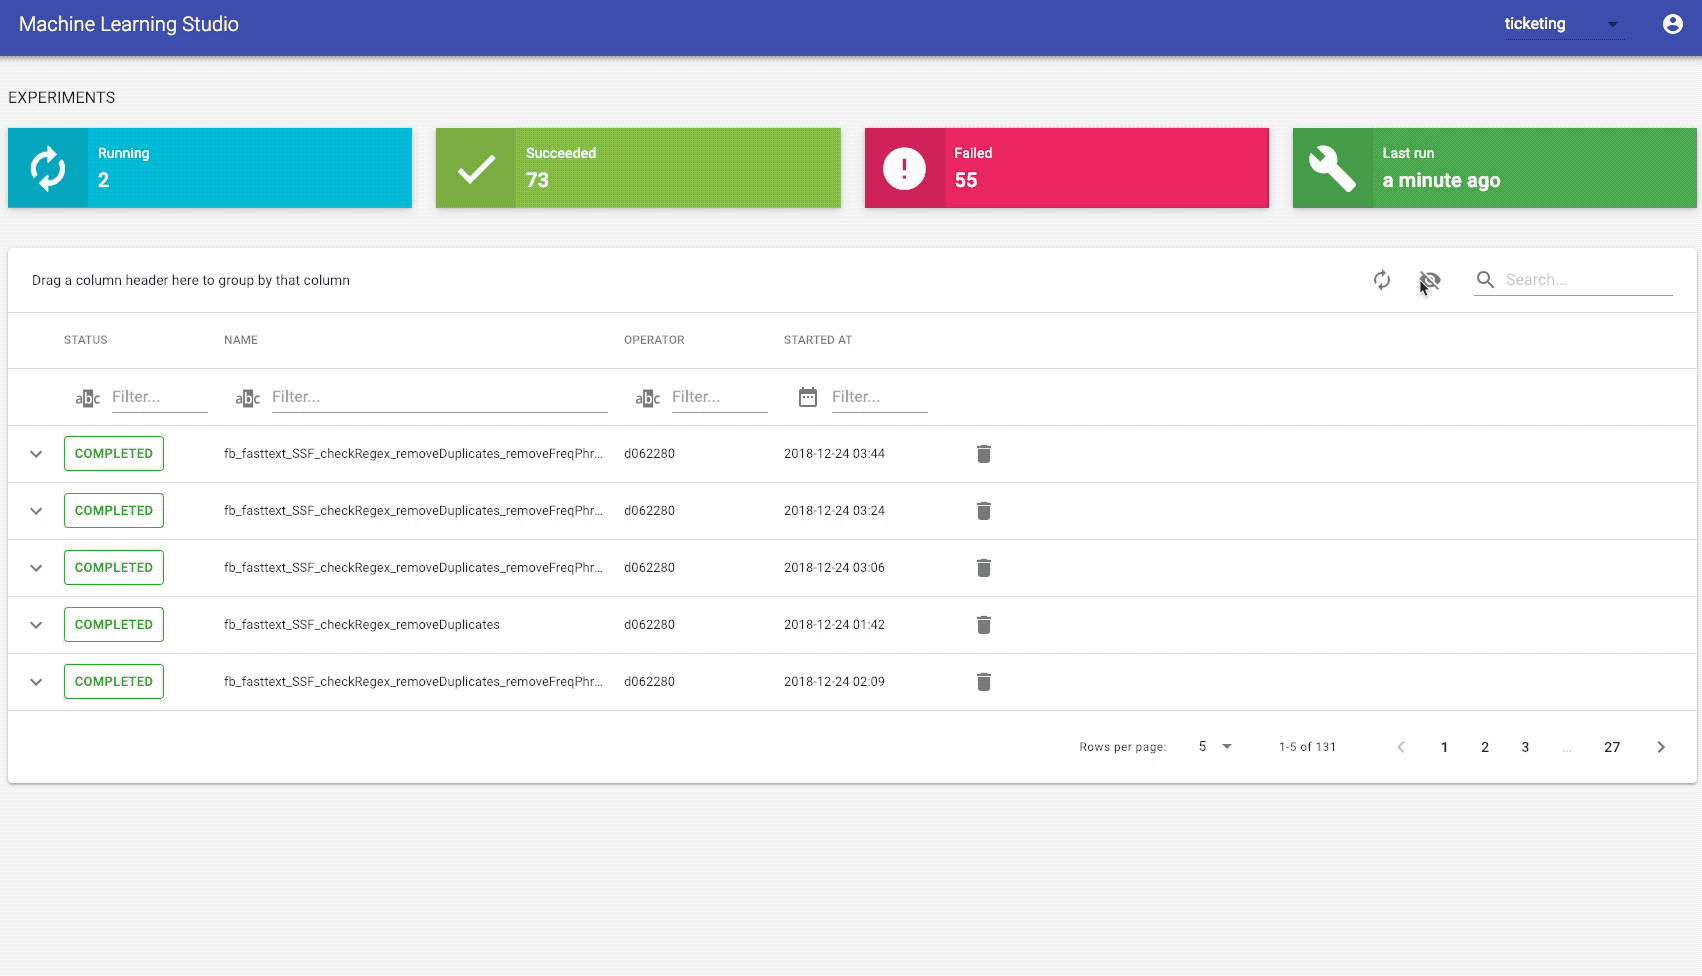 Machine Learning Studio
ticketing
EXPERIMENTS
Running
2
Succeeded
73
Failed
55
Last run
a minute ago
Drag a column header here to group by that column
Search...
STATUS NAME OPERATOR STARTED AT
abc Filter... abc Filter... abc Filter... Filter...
COMPLETED fb_fasttext_SSF_checkRegex_removeDuplicates_removeFreqPhr... d062280 2018-12-24 03:44
COMPLETED fb_fasttext_SSF_checkRegex_removeDuplicates_removeFreqPhr... d062280 2018-12-24 03:24
COMPLETED fb_fasttext_SSF_checkRegex_removeDuplicates_removeFreqPhr... d062280 2018-12-24 03:06
COMPLETED fb_fasttext_SSF_checkRegex_removeDuplicates d062280 2018-12-24 01:42
COMPLETED fb_fasttext_SSF_checkRegex_removeDuplicates_removeFreqPhr... d062280 2018-12-24 02:09
Rows per page: 5 1-5 of 131 1 2 3 ... 27